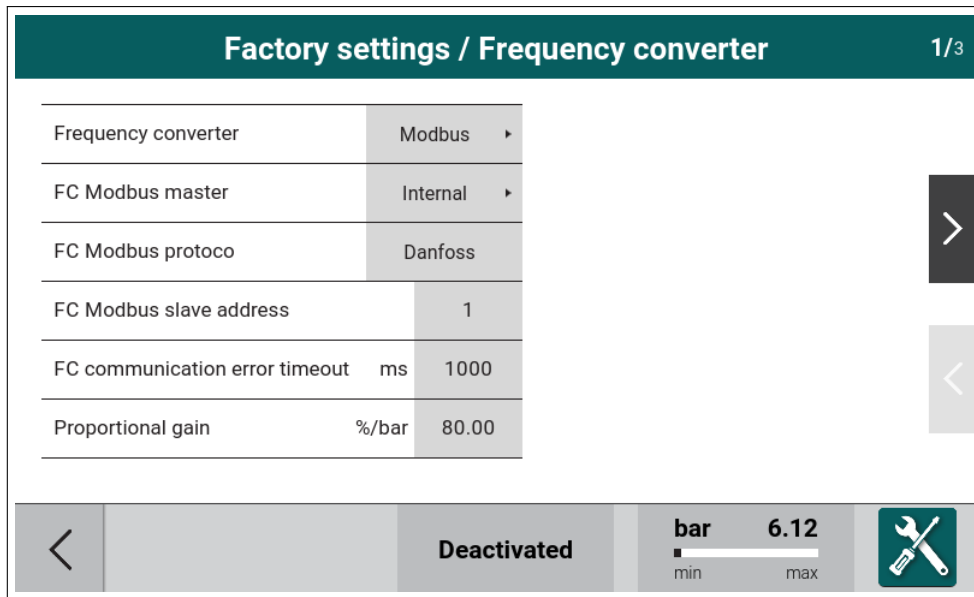 Factory settings / Frequency converter 1/3
Frequency converter Modbus
FC Modbus master Internal
FC Modbus protoco Danfoss
FC Modbus slave address 1
FC communication error timeout ms 1000
Proportional gain %/bar 80.00
Deactivated
bar 6.12
min max